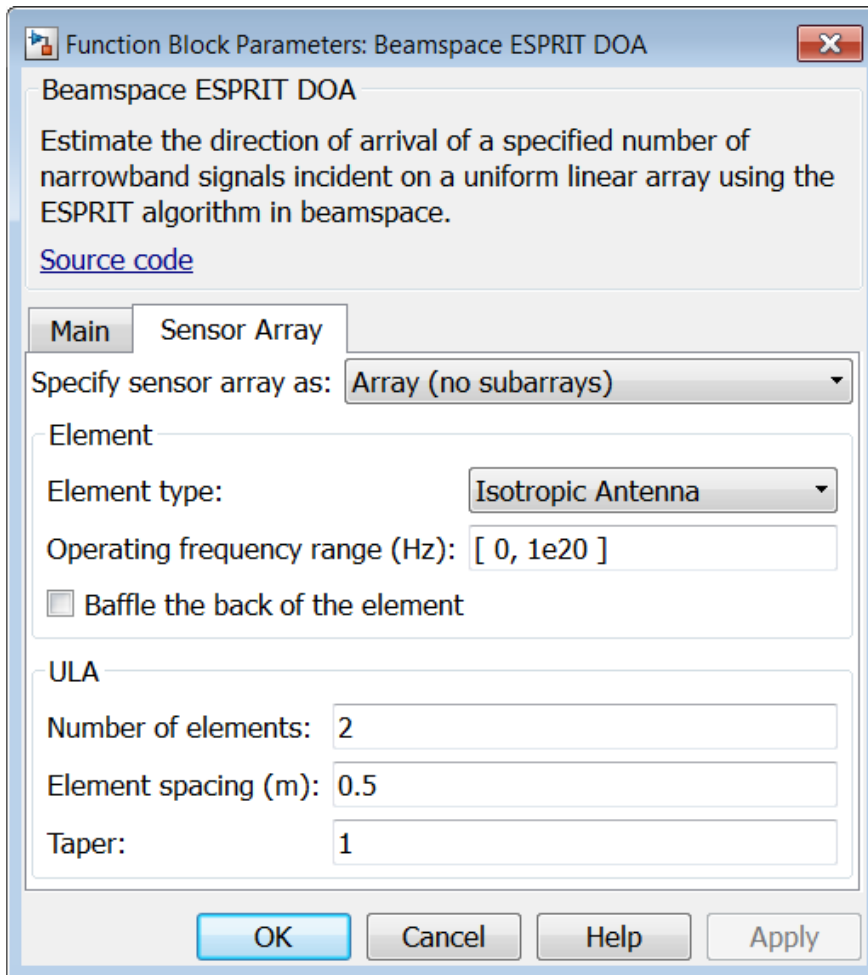 Function Block Parameters: Beamspace ESPRIT DOA
Beamspace ESPRIT DOA
Estimate the direction of arrival of a specified number of
narrowband signals incident on a uniform linear array using the
ESPRIT algorithm in beamspace.
Source code
Main Sensor Array
Specify sensor array as: Array (no subarrays)
Element
Element type: Isotropic Antenna
Operating frequency range (Hz): [ 0, 1e20 ]
Baffle the back of the element
ULA
Number of elements: 2
Element spacing (m): 0.5
Taper: 1
OK Cancel Help Apply